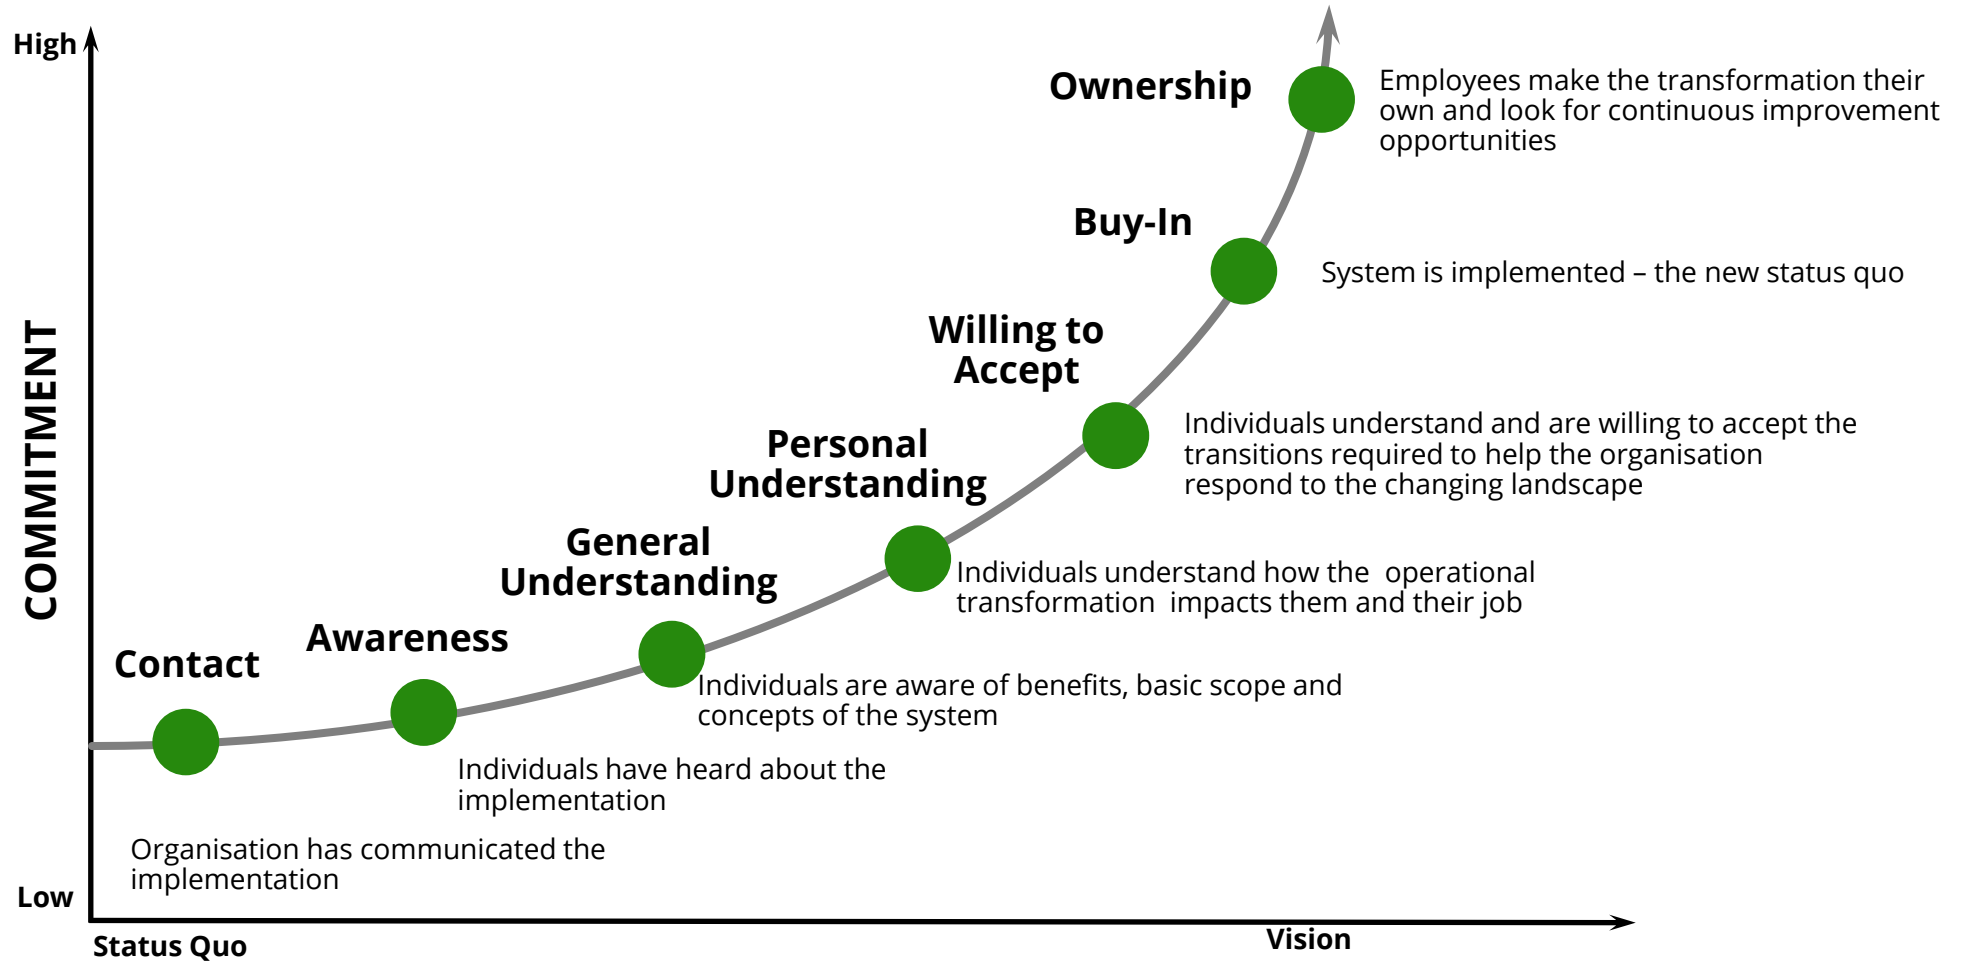 High
Ownership
Employees make the transformation their
own and look for continuous improvement
opportunities
Buy-In
System is implemented – the new status quo
Willing to
Accept
Individuals understand and are willing to accept the
transitions required to help the organisation
respond to the changing landscape
COMMITMENT
Personal
Understanding
Individuals understand how the  operational
transformation  impacts them and their job
General
Understanding
Individuals are aware of benefits, basic scope and
concepts of the system
Awareness
Individuals have heard about the
implementation
Contact
Organisation has communicated the
implementation
Low
Status Quo
Vision